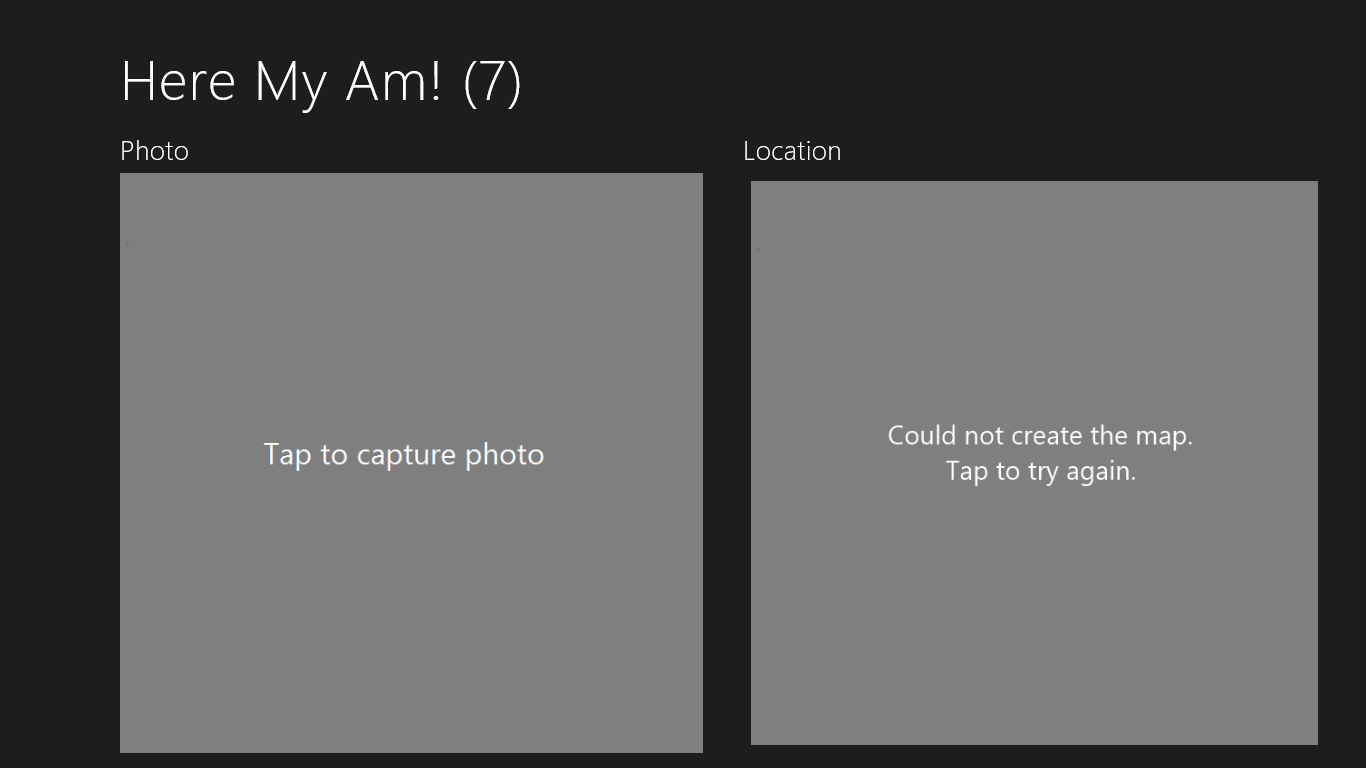 Here My Am! (7)
Photo
Location
Tap to capture photo
Could not create the map.
Tap to try again.